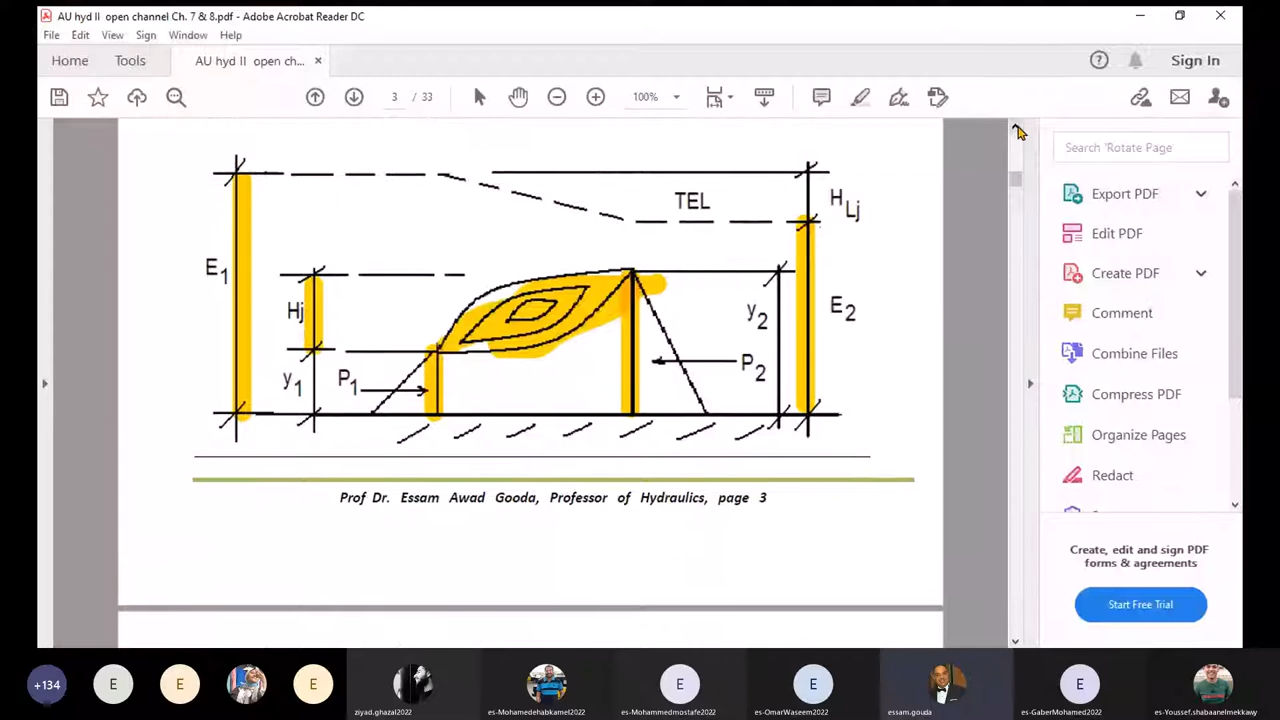 AU hyd II open channel Ch. 7 & 8.pdf - Adobe Acrobat Reader DC
File Edit View Sign Window Help
Home Tools AU hyd II open ch... × Sign In
3 / 33 100%
Search 'Rotate Page
Export PDF
Edit PDF
Create PDF
Comment
Combine Files
Compress PDF
Organize Pages
Redact
TEL
HLj
E1
Hj
y2
E2
y1
P1
P2
Prof Dr. Essam Awad Gooda, Professor of Hydraulics, page 3
Create, edit and sign PDF
forms & agreements
Start Free Trial
+134 E E E E E E
ziyad.ghazal2022 es-Mohamedehabkamel2022 es-Mohammedmostafe2022 es-OmarWaseem2022 essam.gouda es-GaberMohamed2022 es-Youssef.shabaanelmekkawy